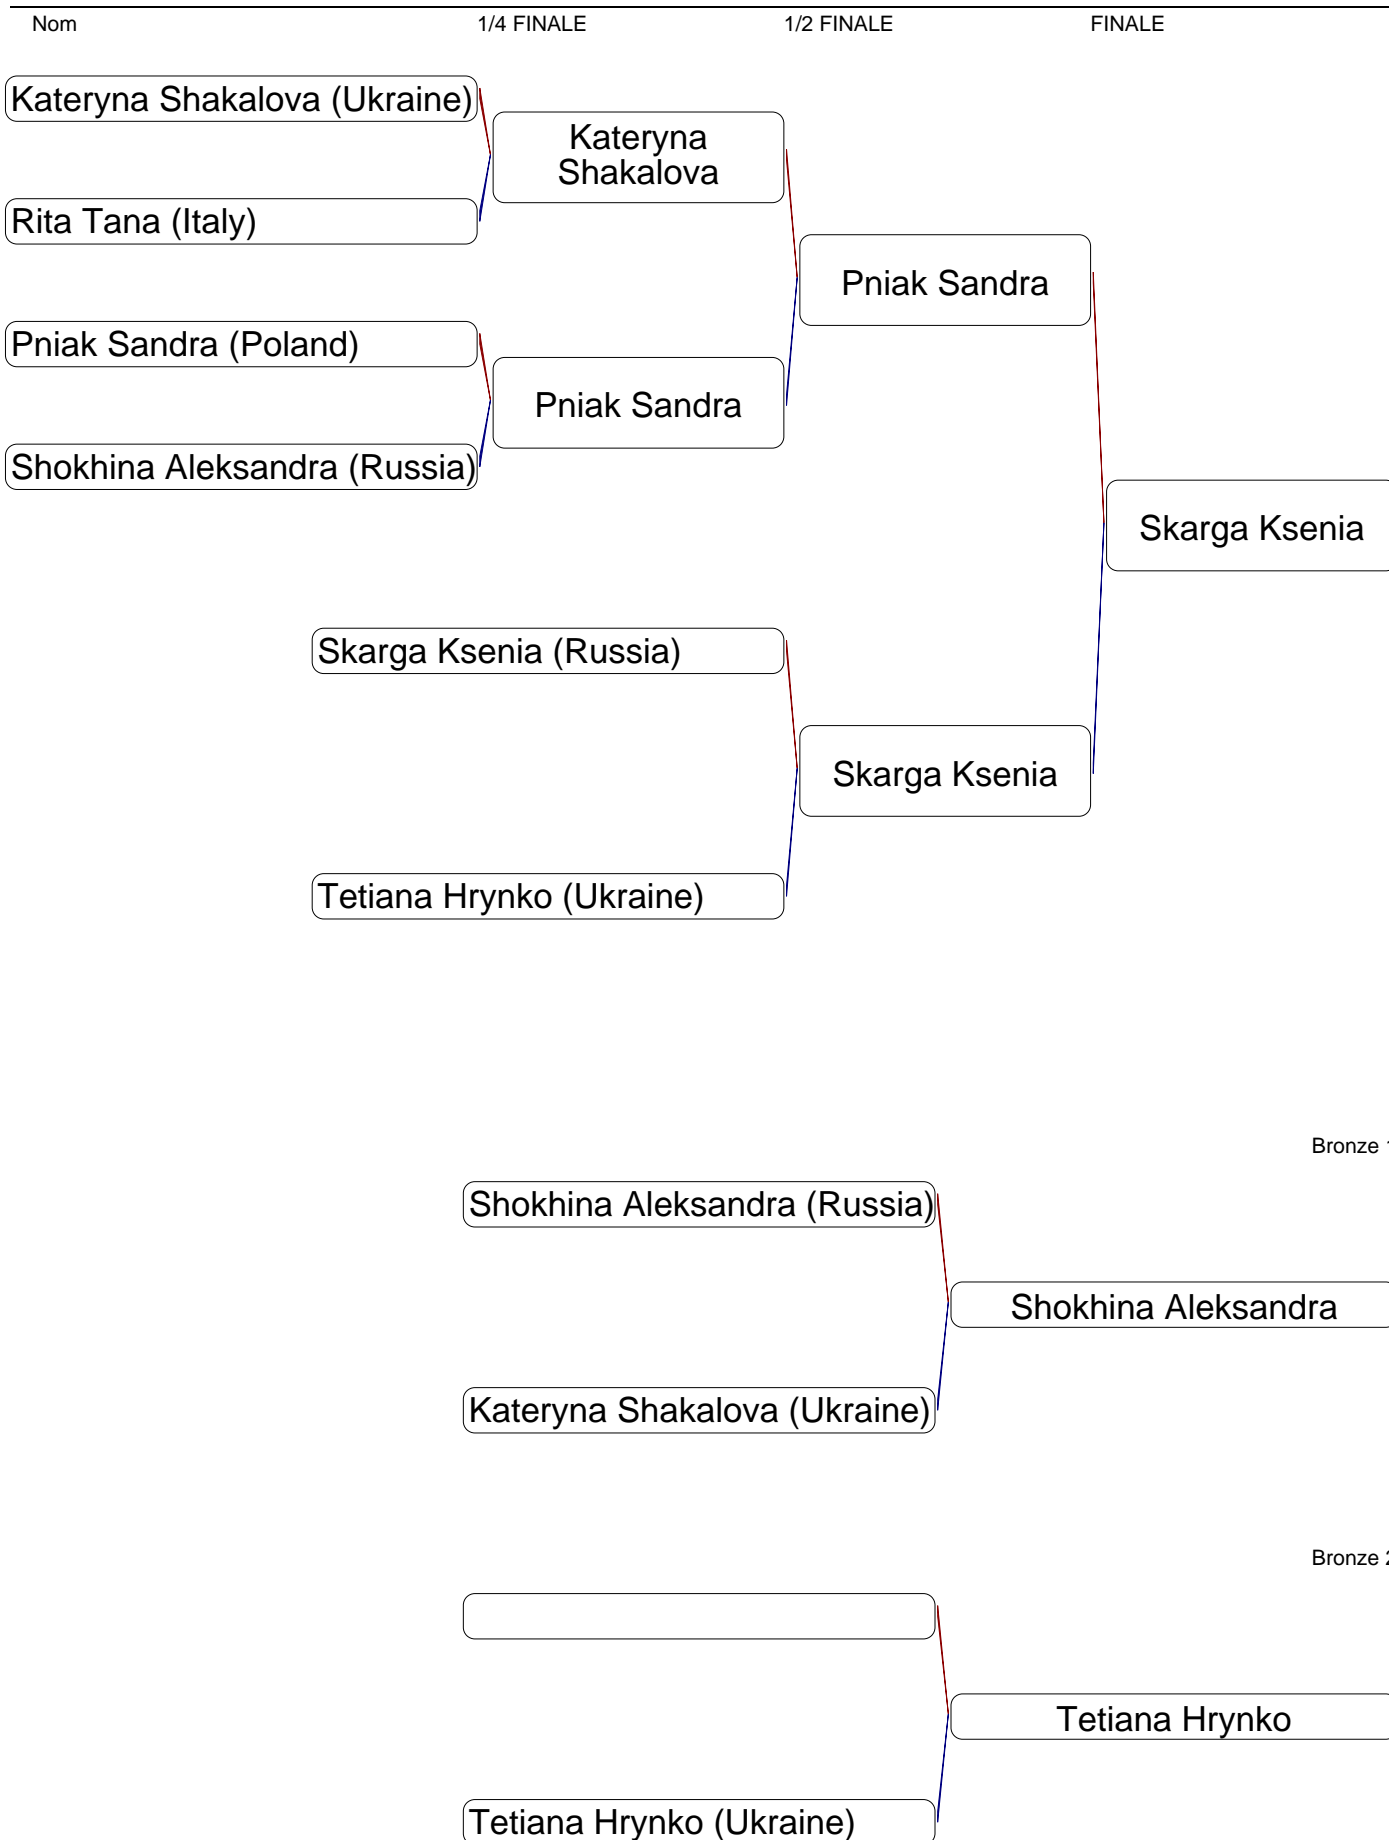 Nom 1/4 FINALE 1/2 FINALE FINALE
Kateryna Shakalova (Ukraine)
Kateryna
Shakalova
Rita Tana (Italy)
Pniak Sandra
Pniak Sandra (Poland)
Pniak Sandra
Shokhina Aleksandra (Russia)
Skarga Ksenia
Skarga Ksenia (Russia)
Skarga Ksenia
Tetiana Hrynko (Ukraine)
Bronze 1
Shokhina Aleksandra (Russia)
Shokhina Aleksandra
Kateryna Shakalova (Ukraine)
Bronze 2
Tetiana Hrynko
Tetiana Hrynko (Ukraine)